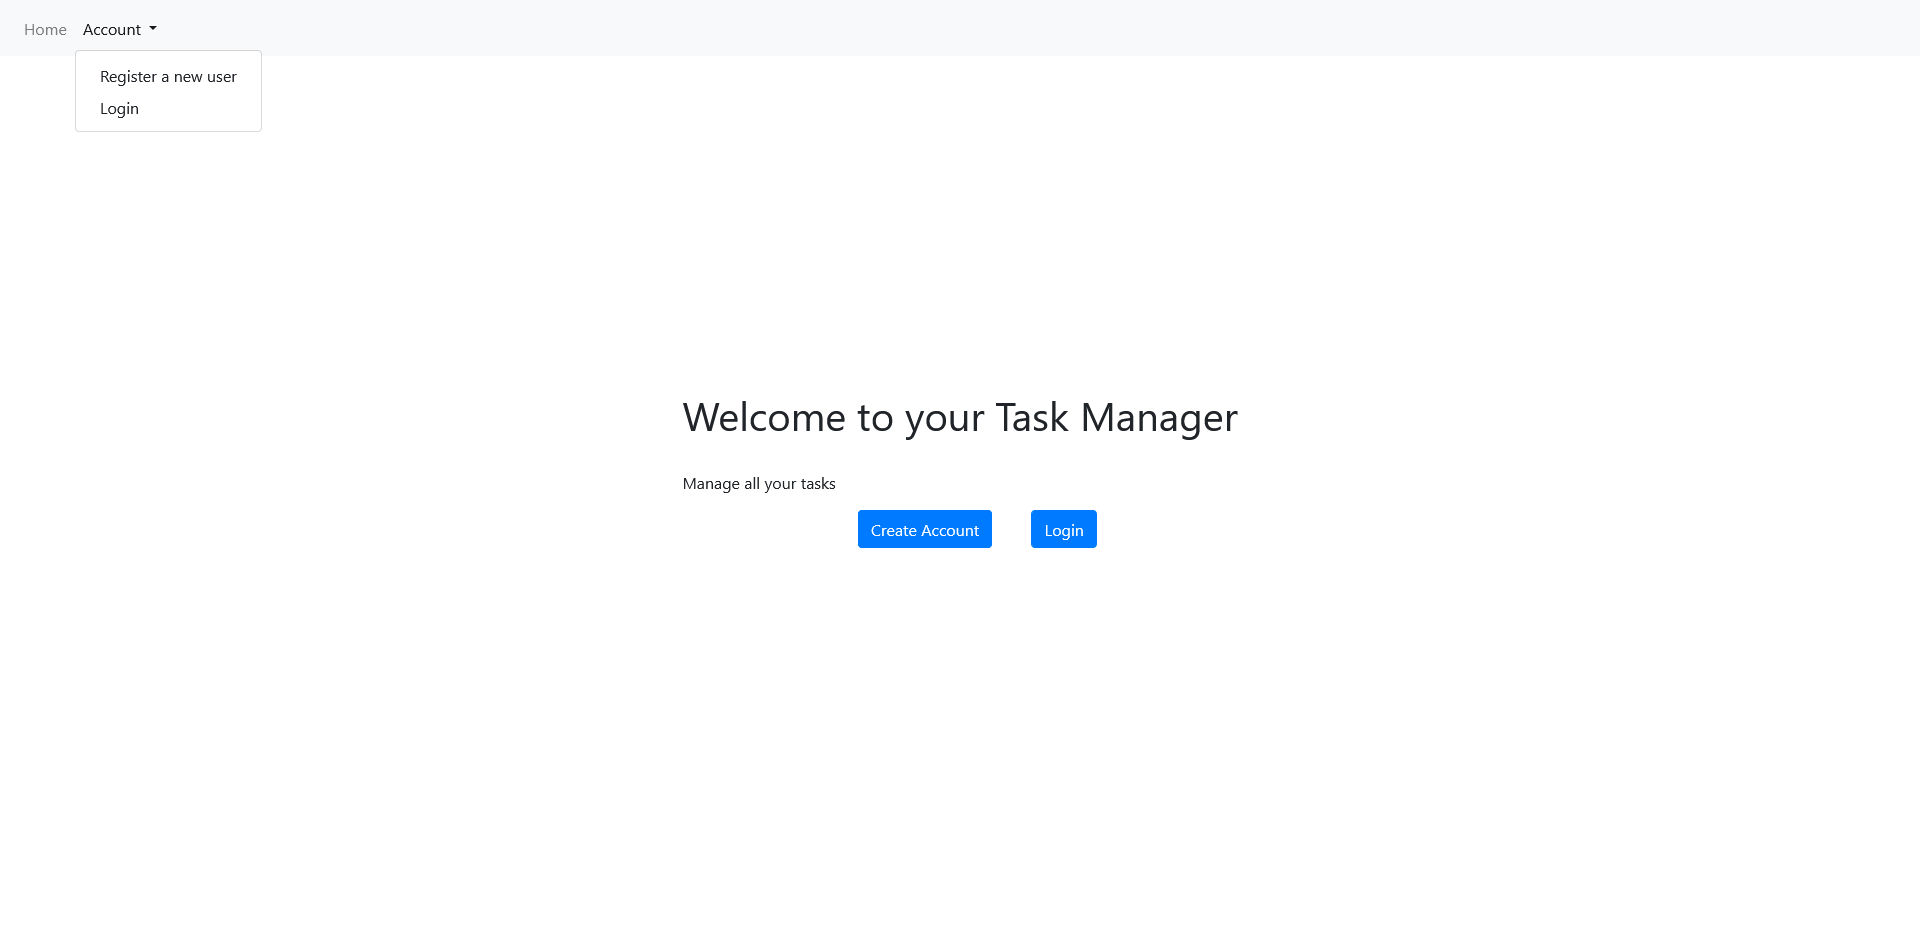 Home Account
Register a new user
Login
Welcome to your Task Manager
Manage all your tasks
Create Account Login